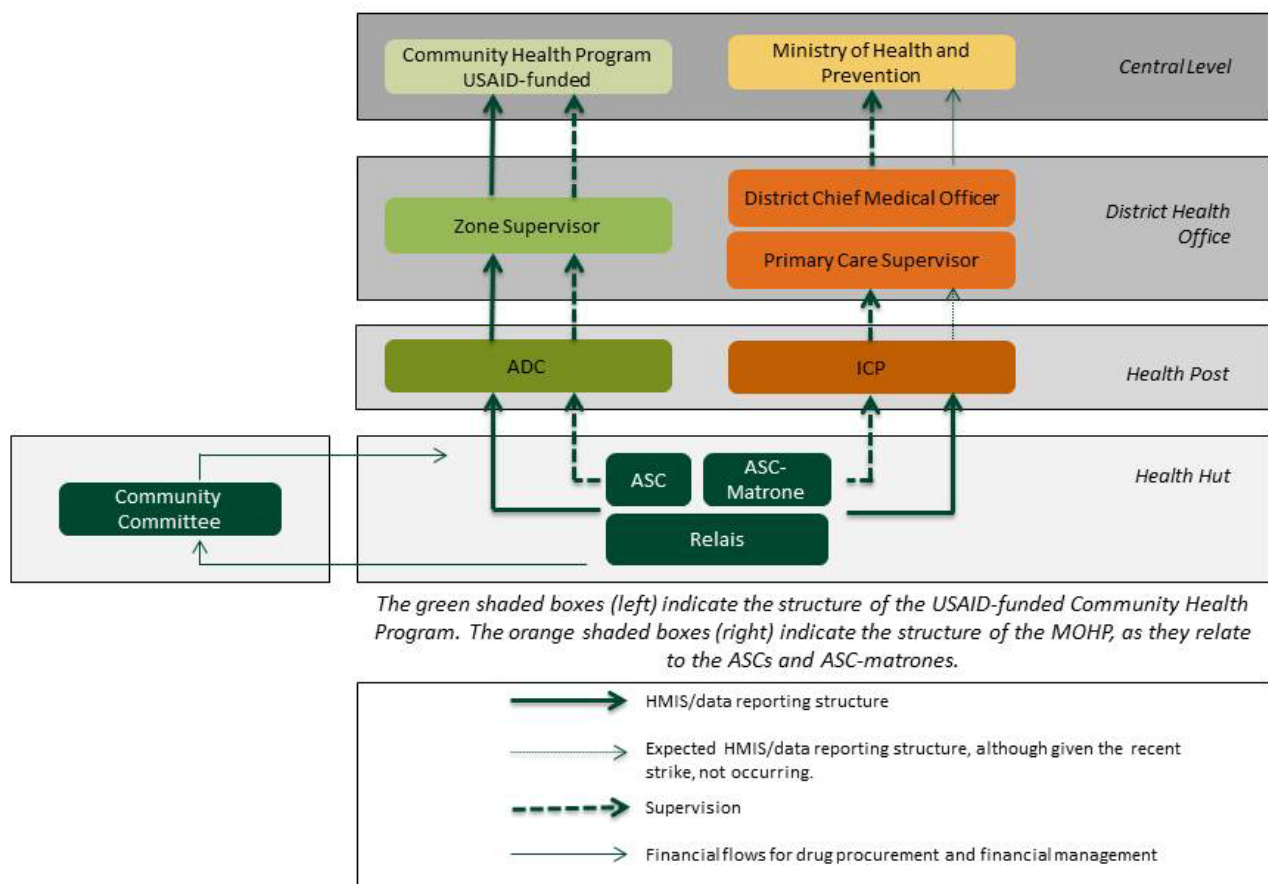 Community Health Program
USAID-funded
Ministry of Health and
Prevention
Central Level
Zone Supervisor
District Chief Medical Officer
Primary Care Supervisor
District Health
Office
ADC
ICP
Health Post
Community
Committee
ASC
ASC-
Matrone
Relais
Health Hut
The green shaded boxes (left) indicate the structure of the USAID-funded Community Health
Program. The orange shaded boxes (right) indicate the structure of the MOHP, as they relate
to the ASCs and ASC-matrones.
HMIS/data reporting structure
Expected HMIS/data reporting structure, although given the recent
strike, not occurring.
Supervision
Financial flows for drug procurement and financial management